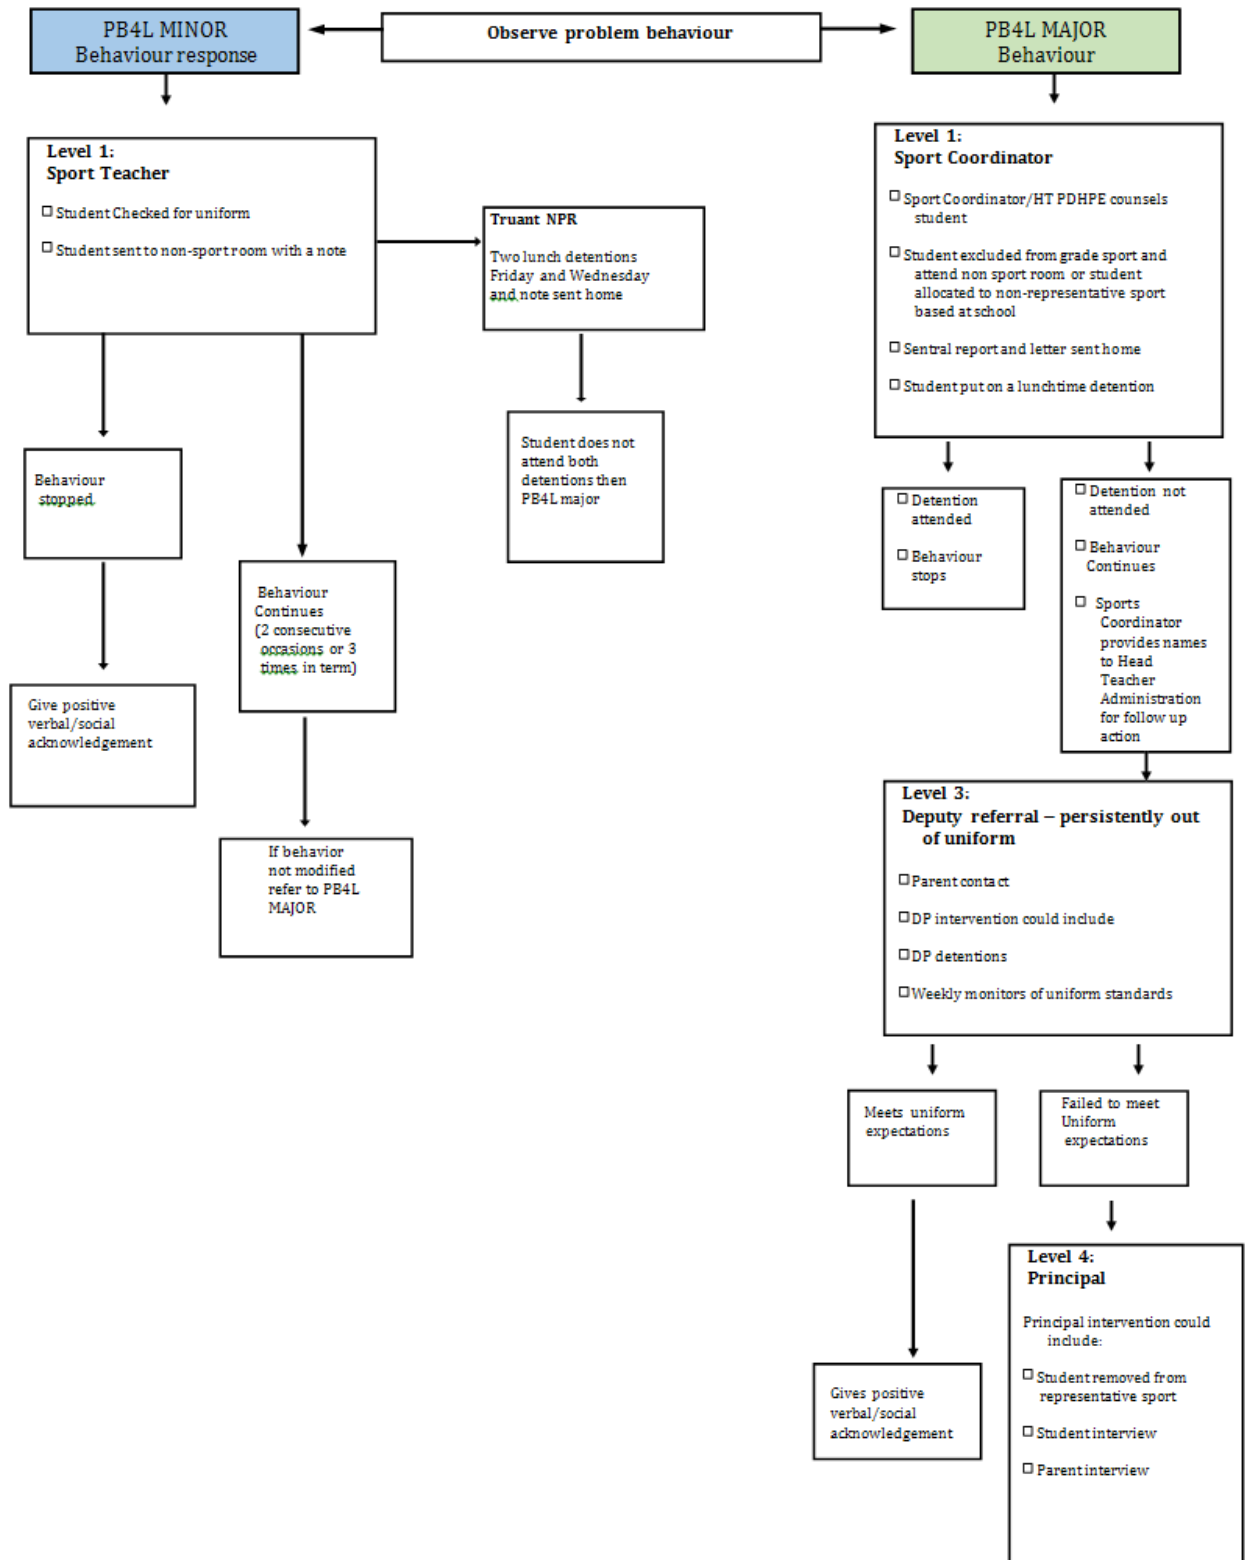 PB4L MINOR
Behaviour response
Observe problem behaviour
PB4L MAJOR
Behaviour
Level 1:
Sport Teacher
☐ Student Checked for uniform
☐ Student sent to non-sport room with a note
Truant NPR
Two lunch detentions
Friday and Wednesday
and note sent home
Student does not
attend both
detentions then
PB4L major
Behaviour
stopped
Behaviour
Continues
(2 consecutive
occasions or 3
times in term)
Give positive
verbal/social
acknowledgement
If behavior
not modified
refer to PB4L
MAJOR
Level 1:
Sport Coordinator
☐ Sport Coordinator/HT PDHPE counsels
student
☐ Student excluded from grade sport and
attend non sport room or student
allocated to non-representative sport
based at school
☐ Sentral report and letter sent home
☐ Student put on a lunchtime detention
☐ Detention
attended
☐ Behaviour
stops
☐ Detention not
attended
☐ Behaviour
Continues
☐ Sports
Coordinator
provides names
to Head
Teacher
Administration
for follow up
action
Level 3:
Deputy referral – persistently out
of uniform
☐ Parent contact
☐ DP intervention could include
☐ DP detentions
☐ Weekly monitors of uniform standards
Meets uniform
expectations
Failed to meet
Uniform
expectations
Gives positive
verbal/social
acknowledgement
Level 4:
Principal
Principal intervention could
include:
☐ Student removed from
representative sport
☐ Student interview
☐ Parent interview